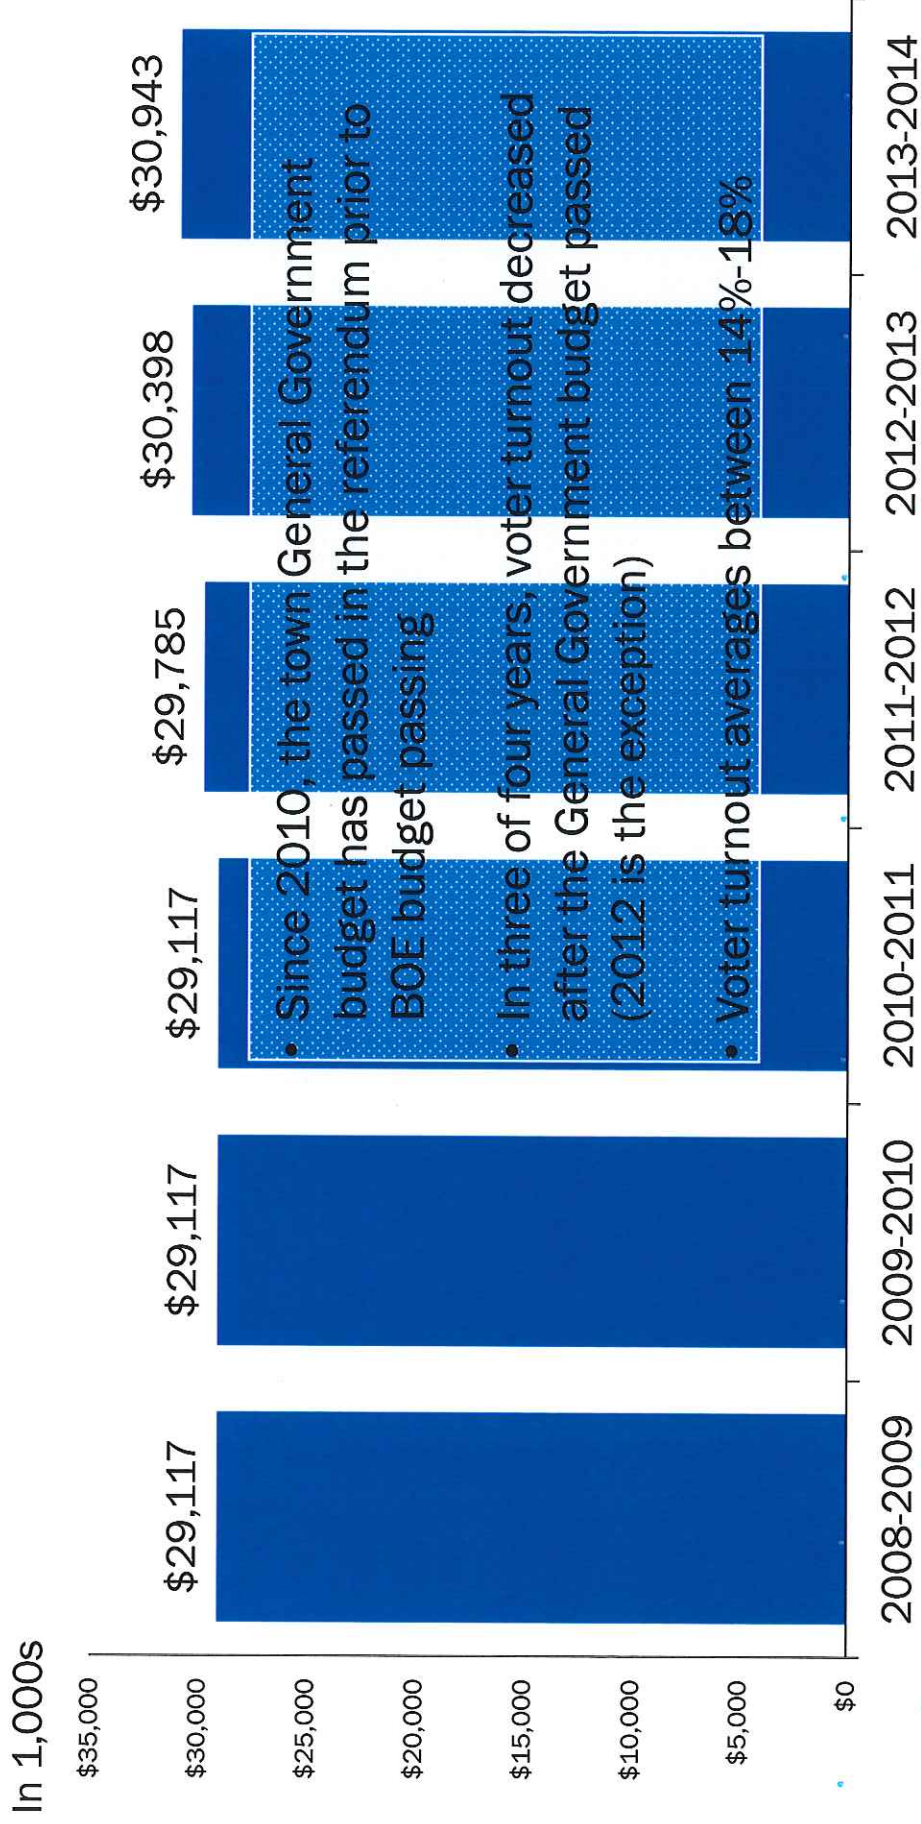 In 1,000s
$35,000
$30,000
$25,000
$20,000
$15,000
$10,000
$5,000
$0
$29,117
$29,117
$29,117
$29,785
$30,398
$30,943
• Since 2010, the town General Government
budget has passed in the referendum prior to
BOE budget passing
• In three of four years, voter turnout decreased
after the General Government budget passed
(2012 is the exception)
• Voter turnout averages between 14%-18%
2008-2009
2009-2010
2010-2011
2011-2012
2012-2013
2013-2014